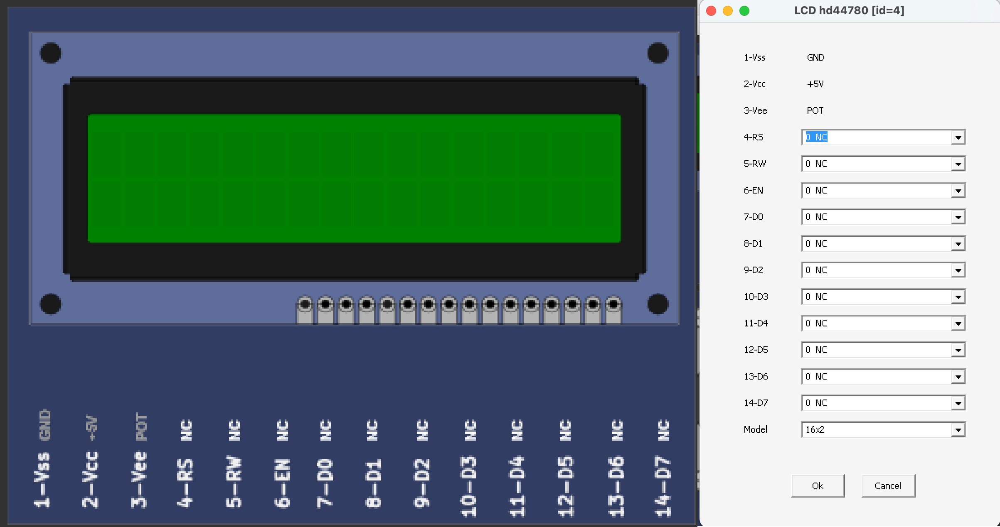 1-Vss GND
2-Vcc +5V
3-Vee POT
4-RS NC
5-RW NC
6-EN NC
7-D0 NC
8-D1 NC
9-D2 NC
10-D3 NC
11-D4 NC
12-D5 NC
13-D6 NC
14-D7 NC
LCD hd44780 [id=4]
1-Vss GND
2-Vcc +5V
3-Vee POT
4-RS 0 NC
5-RW 0 NC
6-EN 0 NC
7-D0 0 NC
8-D1 0 NC
9-D2 0 NC
10-D3 0 NC
11-D4 0 NC
12-D5 0 NC
13-D6 0 NC
14-D7 0 NC
Model 16x2
Ok Cancel